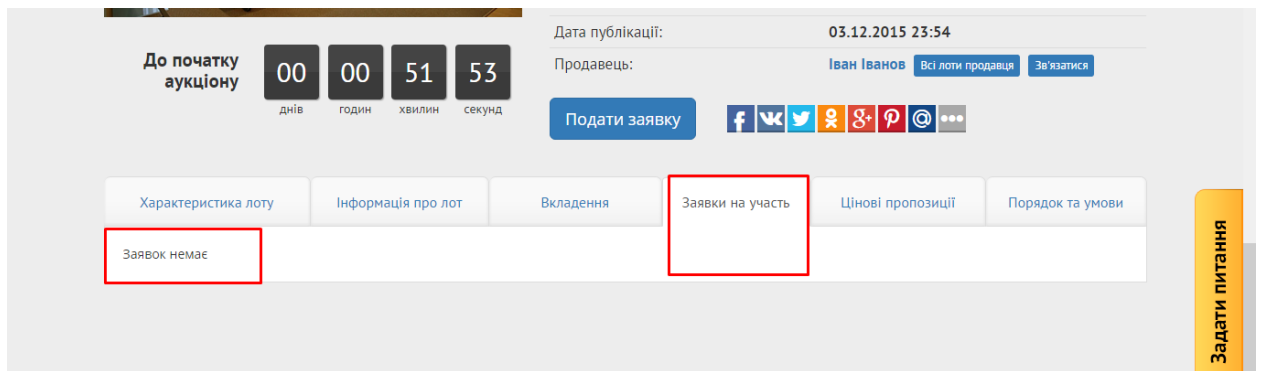 Дата публікації: 03.12.2015 23:54
До початку аукціону
00 00 51 53
днів годин хвилин секунд
Продавець: Іван Іванов Всі лоти продавця Зв'язатися
Подати заявку
Характеристика лоту Інформація про лот Вкладення Заявки на участь Цінові пропозиції Порядок та умови
Заявок немає
Задати питання